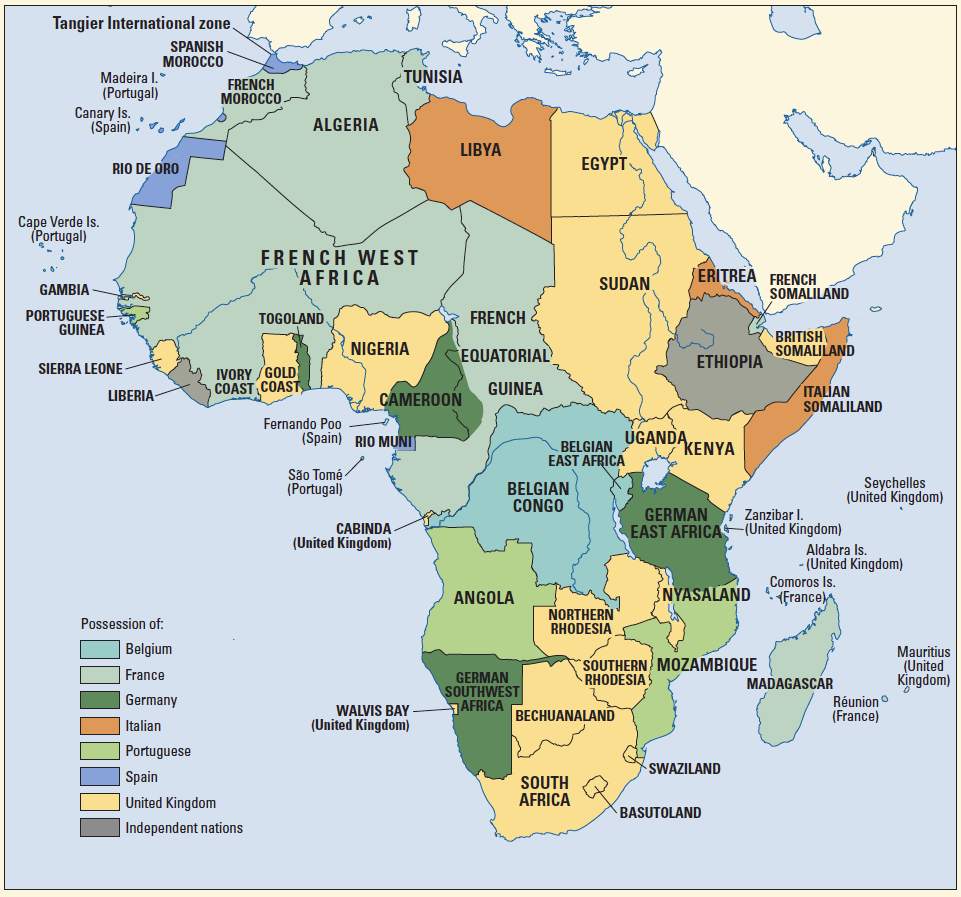 Tangier International zone
SPANISH
MOROCCO
Madeira I.
(Portugal)
FRENCH
MOROCCO
TUNISIA
Canary Is.
(Spain)
ALGERIA
LIBYA
EGYPT
RIO DE ORO
Cape Verde Is.
(Portugal)
FRENCH WEST
AFRICA
SUDAN
ERITREA
FRENCH
SOMALILAND
GAMBIA
PORTUGUESE
GUINEA
TOGOLAND
FRENCH
EQUATORIAL
GUINEA
NIGERIA
BRITISH
SOMALILAND
ETHIOPIA
SIERRA LEONE
LIBERIA
IVORY
COAST
GOLD
COAST
CAMEROON
ITALIAN
SOMALILAND
Fernando Poo
(Spain)
RIO MUNI
BELGIAN
EAST AFRICA
UGANDA
KENYA
São Tomé
(Portugal)
BELGIAN
CONGO
Seychelles
(United Kingdom)
CABINDA
(United Kingdom)
GERMAN
EAST AFRICA
Zanzibar I.
(United Kingdom)
Aldabra Is.
(United Kingdom)
Comoros Is.
(France)
ANGOLA
NYASALAND
NORTHERN
RHODESIA
Possession of:
Belgium
France
Germany
Italian
Portuguese
Spain
United Kingdom
Independent nations
SOUTHERN
RHODESIA
MOZAMBIQUE
MADAGASCAR
Mauritius
(United
Kingdom)
Réunion
(France)
GERMAN
SOUTHWEST
AFRICA
WALVIS BAY
(United Kingdom)
BECHUANALAND
SWAZILAND
SOUTH
AFRICA
BASUTOLAND